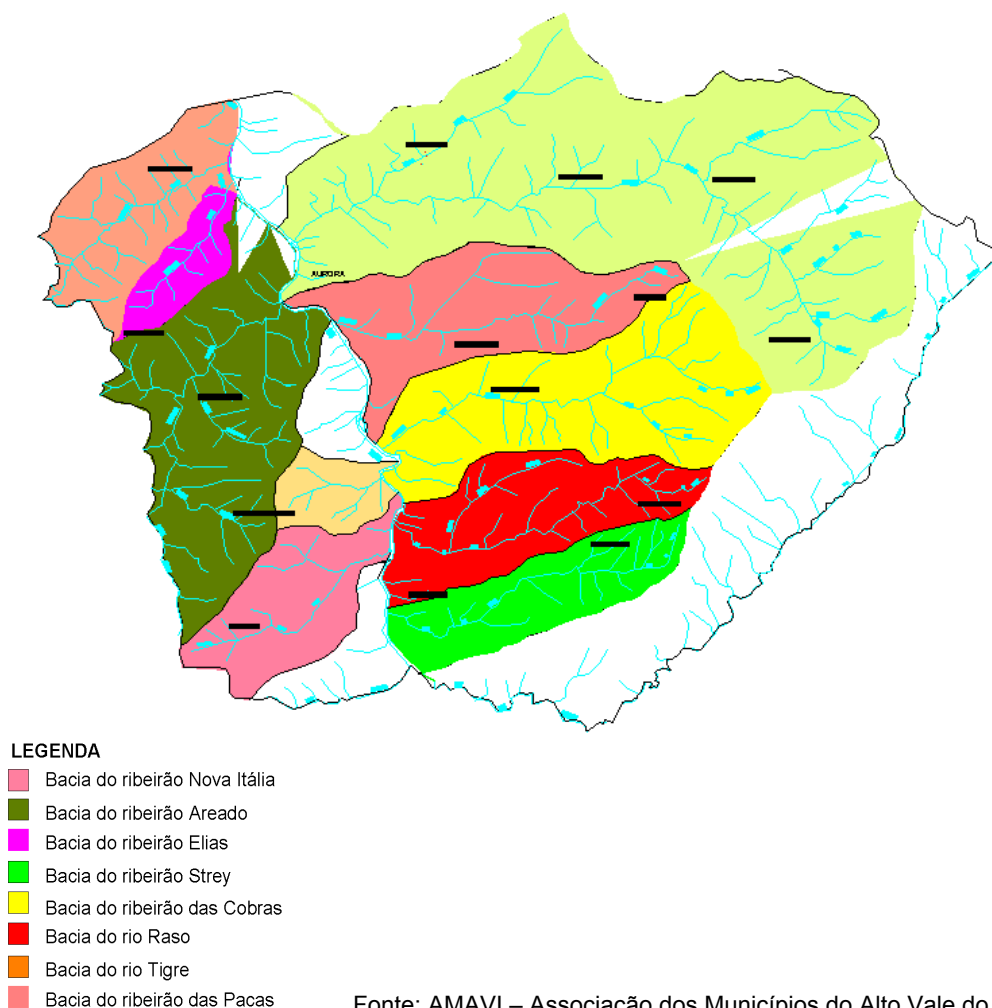 AURORA
LEGENDA
Bacia do ribeirão Nova Itália
Bacia do ribeirão Areado
Bacia do ribeirão Elias
Bacia do ribeirão Strey
Bacia do ribeirão das Cobras
Bacia do rio Raso
Bacia do rio Tigre
Bacia do ribeirão das Pacas
Fonte: AMAVI – Associação dos Municípios do Alto Vale do